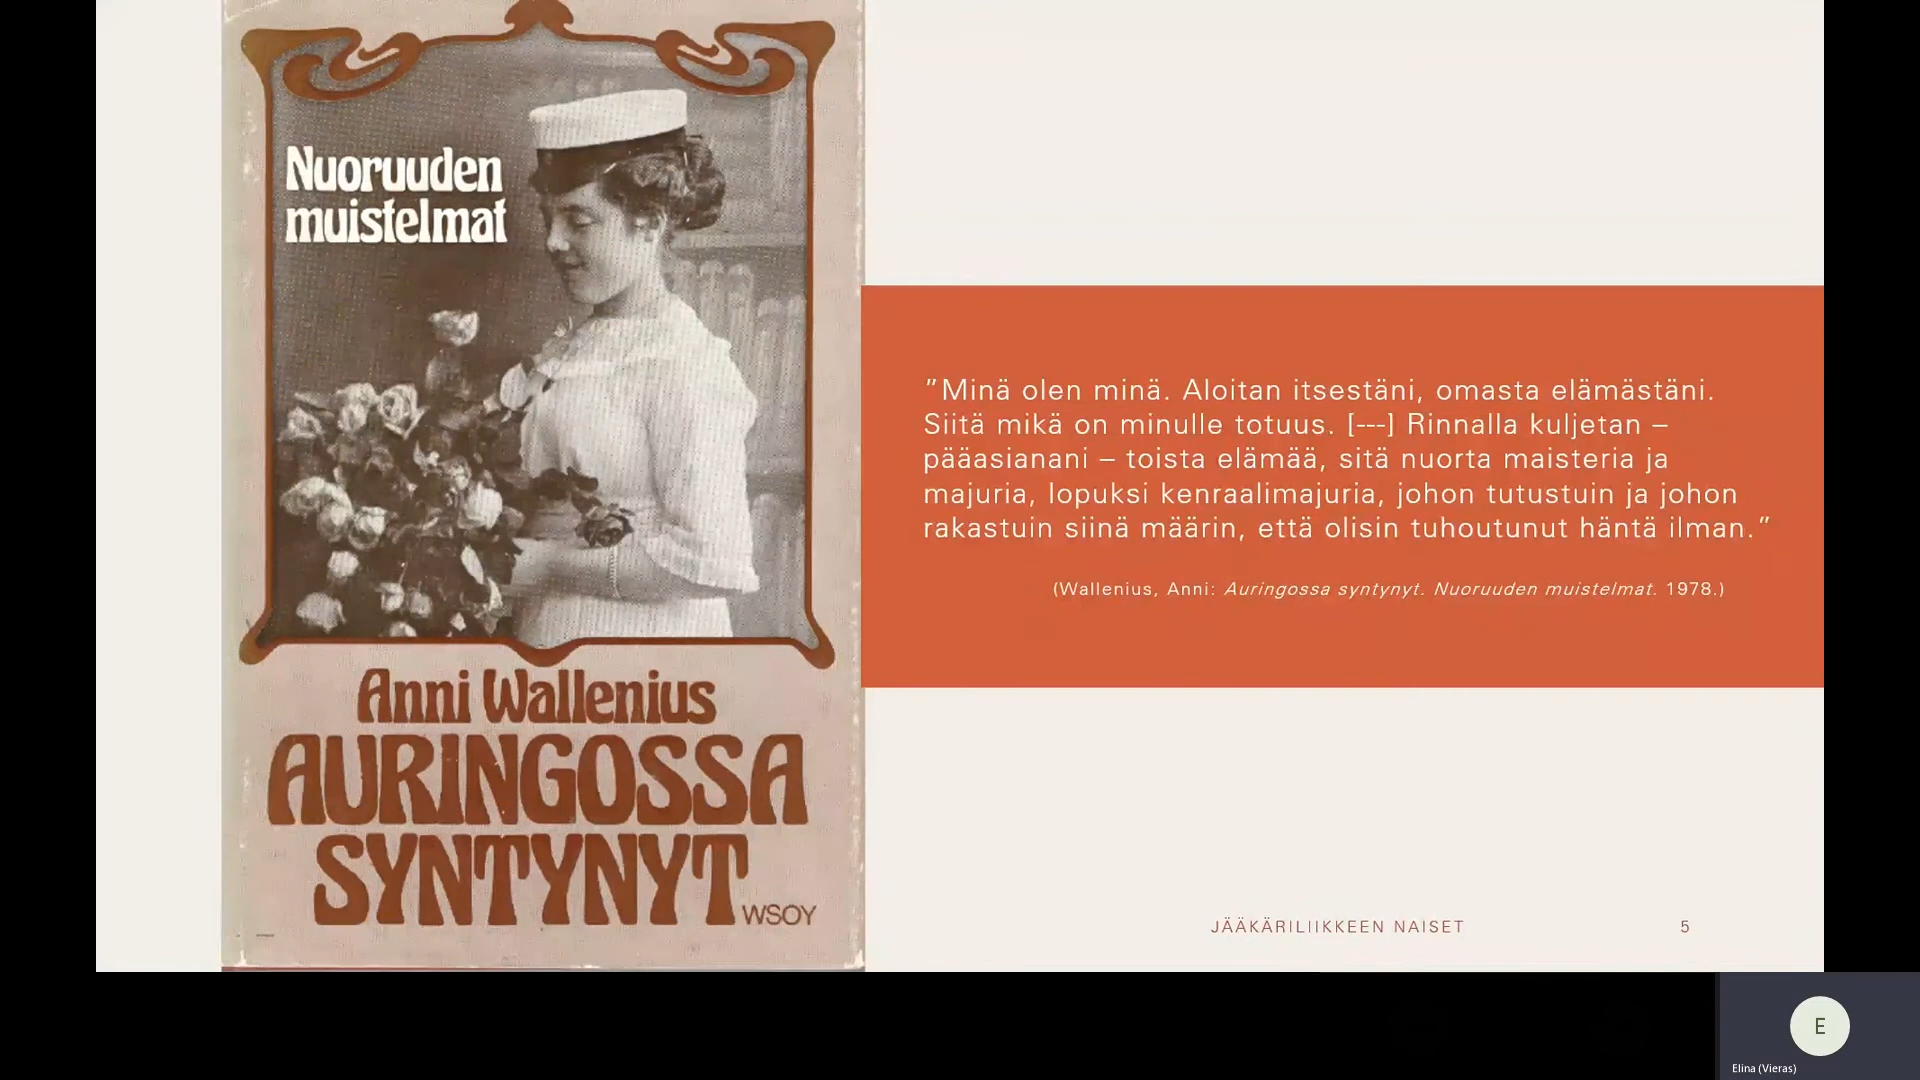 Nuoruuden
muistelmat
Anni Wallenius
AURINGOSSA
SYNTYNYT
WSOY
”Minä olen minä. Aloitan itsestäni, omasta elämästäni.
Siitä mikä on minulle totuus. [---] Rinnalla kuljetan –
pääasianani – toista elämää, sitä nuorta maisteria ja
majuria, lopuksi kenraalimajuria, johon tutustuin ja johon
rakastuin siinä määrin, että olisin tuhoutunut häntä ilman.”
(Wallenius, Anni: Auringossa syntynyt. Nuoruuden muistelmat. 1978.)
JÄÄKÄRILIIKKEEN NAISET
5
E
Elina (Vieras)